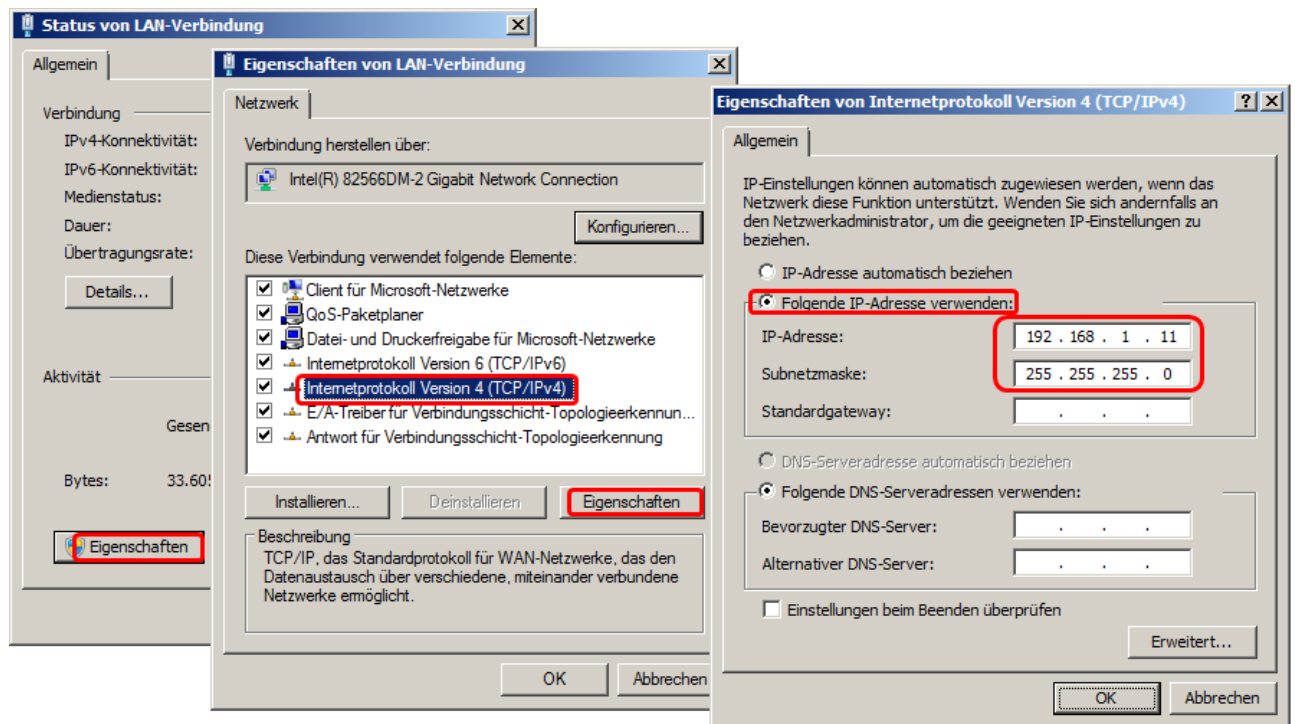 Status von LAN-Verbindung
Allgemein
Verbindung
IPv4-Konnektivität:
IPv6-Konnektivität:
Medienstatus:
Dauer:
Übertragungsrate:
Details...
Aktivität
Gesen
Bytes: 33.605
Eigenschaften
Eigenschaften von LAN-Verbindung
Netzwerk
Verbindung herstellen über:
Intel(R) 82566DM-2 Gigabit Network Connection
Konfigurieren...
Diese Verbindung verwendet folgende Elemente:
Client für Microsoft-Netzwerke
QoS-Paketplaner
Datei- und Druckerfreigabe für Microsoft-Netzwerke
Internetprotokoll Version 6 (TCP/IPv6)
Internetprotokoll Version 4 (TCP/IPv4)
E/A-Treiber für Verbindungsschicht-Topologieerkennun...
Antwort für Verbindungsschicht-Topologieerkennung
Installieren... Deinstallieren Eigenschaften
Beschreibung
TCP/IP, das Standardprotokoll für WAN-Netzwerke, das den
Datenaustausch über verschiedene, miteinander verbundene
Netzwerke ermöglicht.
OK Abbrechen
Eigenschaften von Internetprotokoll Version 4 (TCP/IPv4)
Allgemein
IP-Einstellungen können automatisch zugewiesen werden, wenn das
Netzwerk diese Funktion unterstützt. Wenden Sie sich andernfalls an
den Netzwerkadministrator, um die geeigneten IP-Einstellungen zu
beziehen.
IP-Adresse automatisch beziehen
Folgende IP-Adresse verwenden:
IP-Adresse: 192 . 168 . 1 . 11
Subnetzmaske: 255 . 255 . 255 . 0
Standardgateway: . . .
DNS-Serveradresse automatisch beziehen
Folgende DNS-Serveradressen verwenden:
Bevorzugter DNS-Server: . . .
Alternativer DNS-Server: . . .
Einstellungen beim Beenden überprüfen
Erweitert...
OK Abbrechen